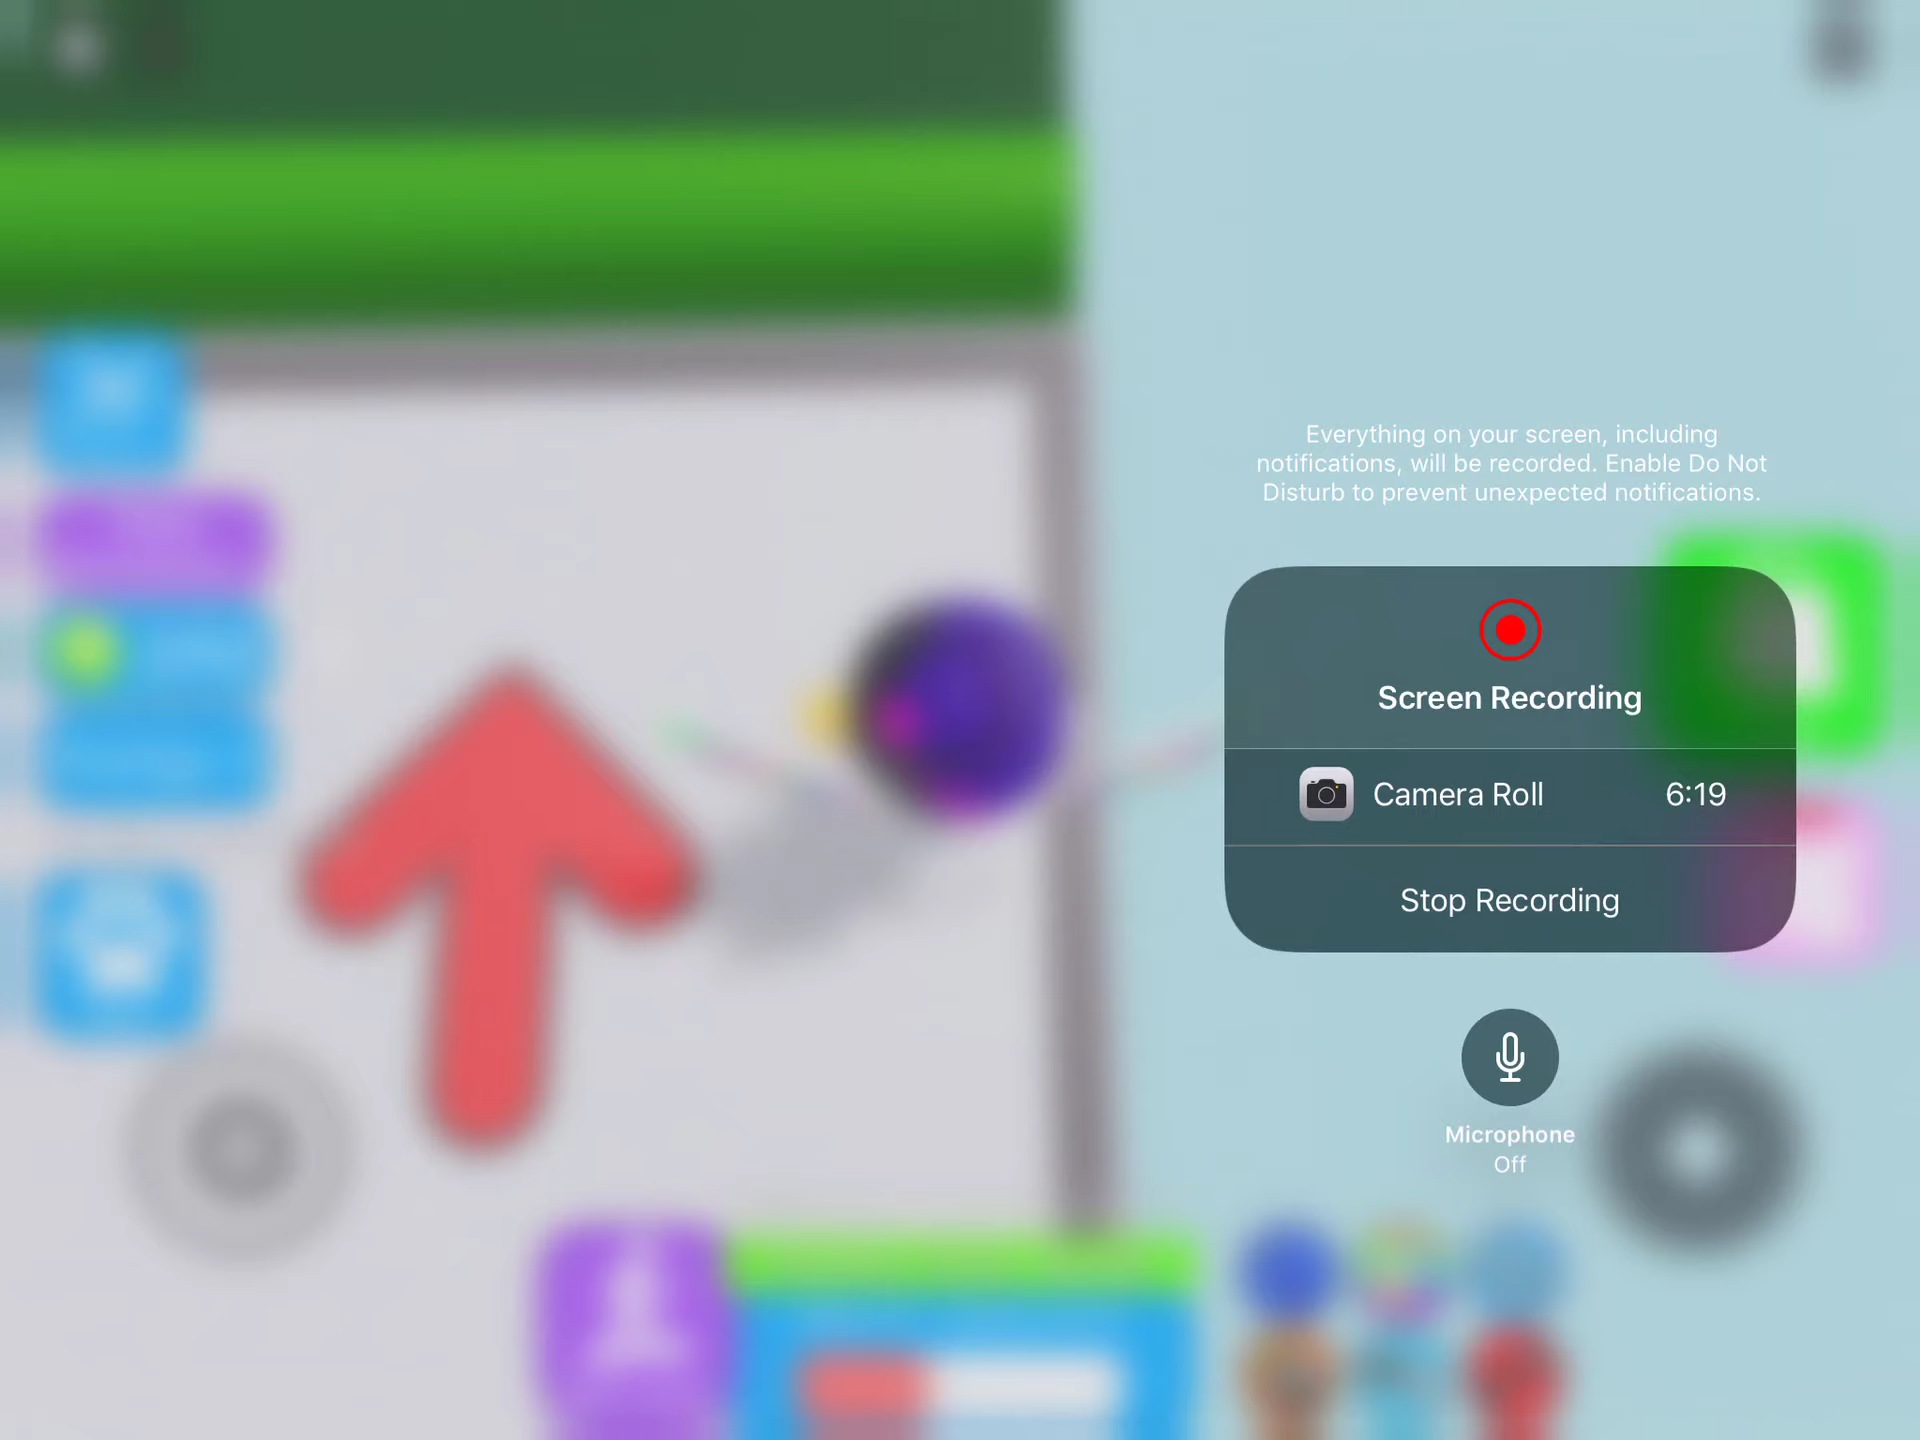 Everything on your screen, including
notifications, will be recorded. Enable Do Not
Disturb to prevent unexpected notifications.
Screen Recording
Camera Roll 6:19
Stop Recording
Microphone
Off